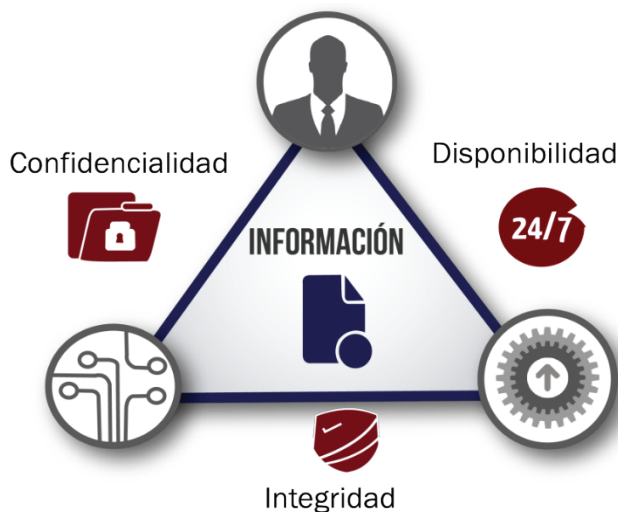 Confidencialidad
Disponibilidad
24/7
INFORMACIÓN
Integridad